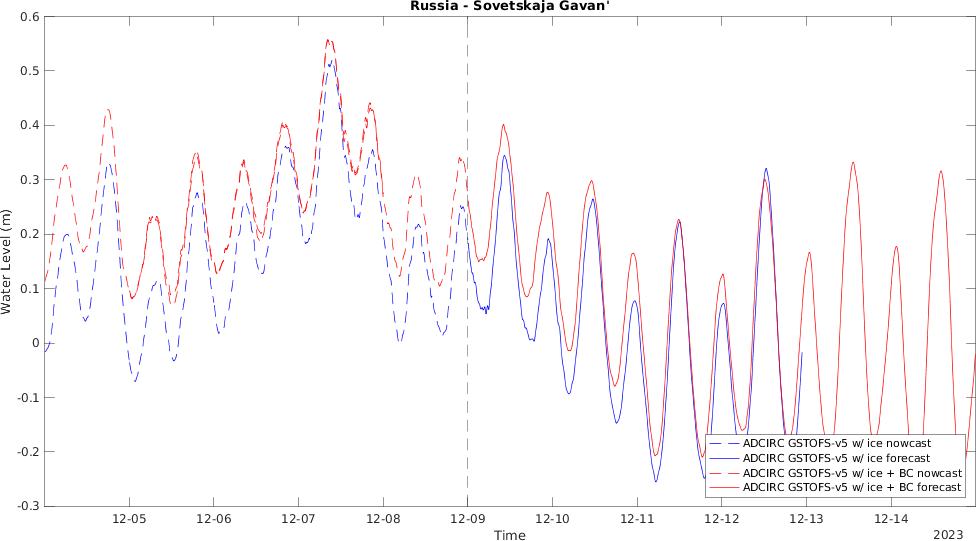 Russia - Sovetskaja Gavan'
0.6
0.5
0.4
0.3
0.2
0.1
0
-0.1
-0.2
-0.3
Water Level (m)
ADCIRC GSTOFS-v5 w/ ice nowcast
ADCIRC GSTOFS-v5 w/ ice forecast
ADCIRC GSTOFS-v5 w/ ice + BC nowcast
ADCIRC GSTOFS-v5 w/ ice + BC forecast
12-05 12-06 12-07 12-08 12-09 12-10 12-11 12-12 12-13 12-14
Time
2023